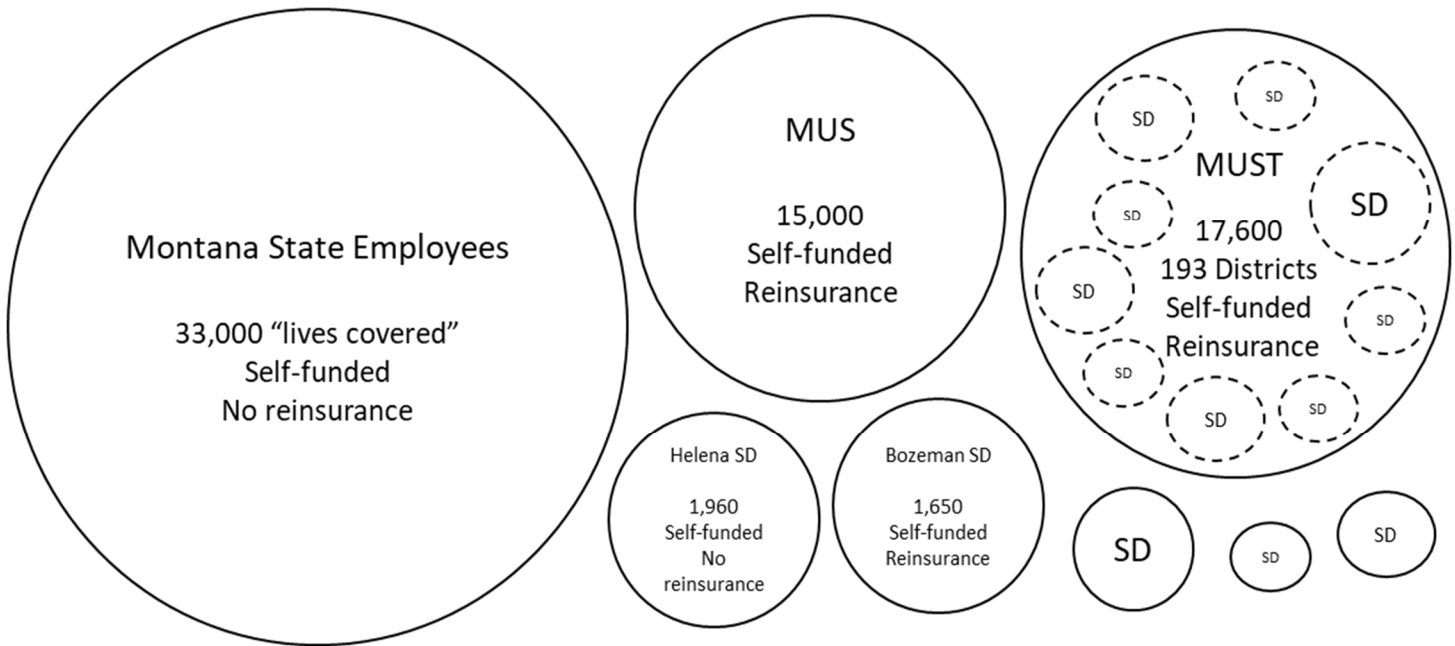 Montana State Employees
33,000 “lives covered”
Self-funded
No reinsurance
MUS
15,000
Self-funded
Reinsurance
Helena SD
1,960
Self-funded
No
reinsurance
Bozeman SD
1,650
Self-funded
Reinsurance
SD
SD
MUST
SD
SD
17,600
193 Districts
Self-funded
Reinsurance
SD
SD
SD
SD
SD
SD
SD
SD